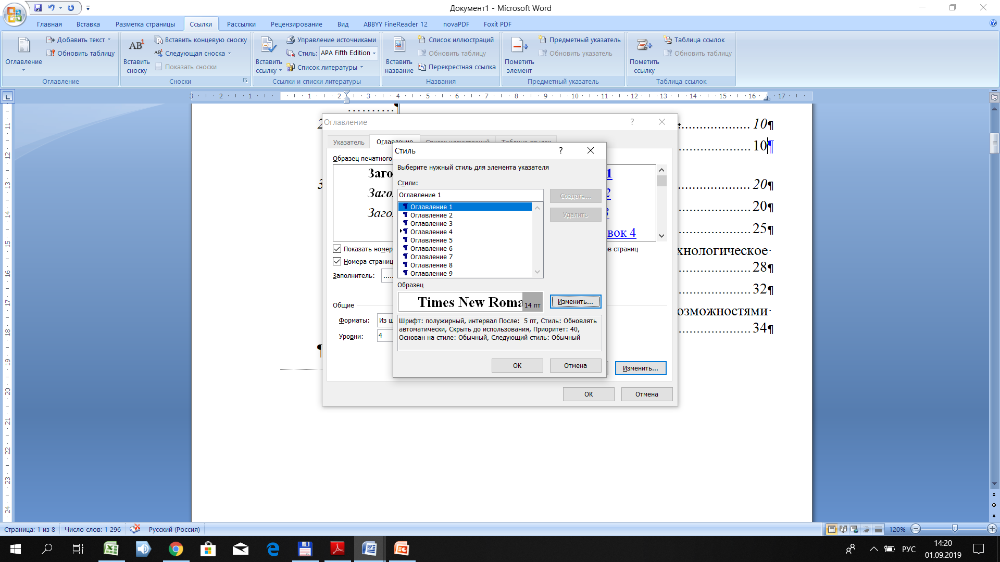 Документ1 - Microsoft Word
Главная Вставка Разметка страницы Ссылки Рассылки Рецензирование Вид ABBYY FineReader 12 novaPDF Foxit PDF
Оглавление
Добавить текст
Обновить таблицу
Оглавление
AB¹
Вставить сноску
Вставить концевую сноску
Следующая сноска
Показать сноски
Сноски
Вставить ссылку
Управление источниками
Стиль: APA Fifth Edition
Список литературы
Ссылки и списки литературы
Вставить название
Список иллюстраций
Обновить таблицу
Перекрестная ссылка
Названия
Пометить элемент
Предметный указатель
Обновить указатель
Предметный указатель
Пометить ссылку
Таблица ссылок
Обновить таблицу
Таблица ссылок
3 2 1 1 2 3 4 5 6 7 8 9 10 11 12 13 14 15 16 17
11 12 13 14 15 16 17 18 19 20 21 22 23 24
..........¶
2
.................... 10¶
.................... 10¶
3
.................... 20¶
.................... 20¶
.................... 25¶
хнологическое·
.................... 28¶
.................... 32¶
озможностями·
.................... 34¶
¶
Оглавление ?
Указатель Оглавление Список иллюстраций Таблица ссылок
Образец печатного
Заго 1
Заго 2
Заго 3
вок 4
Показать номер ов страниц
Номера страниц
Заполнитель: .....
Общие
Форматы: Из ш
Уровни: 4
Изменить...
ОК Отмена
Стиль ?
Выберите нужный стиль для элемента указателя
Стили:
Оглавление 1
Создать...
Удалить
¶ Оглавление 1
¶ Оглавление 2
¶ Оглавление 3
¶ Оглавление 4
¶ Оглавление 5
¶ Оглавление 6
¶ Оглавление 7
¶ Оглавление 8
¶ Оглавление 9
Образец
Times New Roma 14 пт
Изменить...
Шрифт: полужирный, интервал После: 5 пт, Стиль: Обновлять
автоматически, Скрыть до использования, Приоритет: 40,
Основан на стиле: Обычный, Следующий стиль: Обычный
ОК Отмена
Страница: 1 из 8 Число слов: 1 296 Русский (Россия) 120%
РУС 14:20
01.09.2019